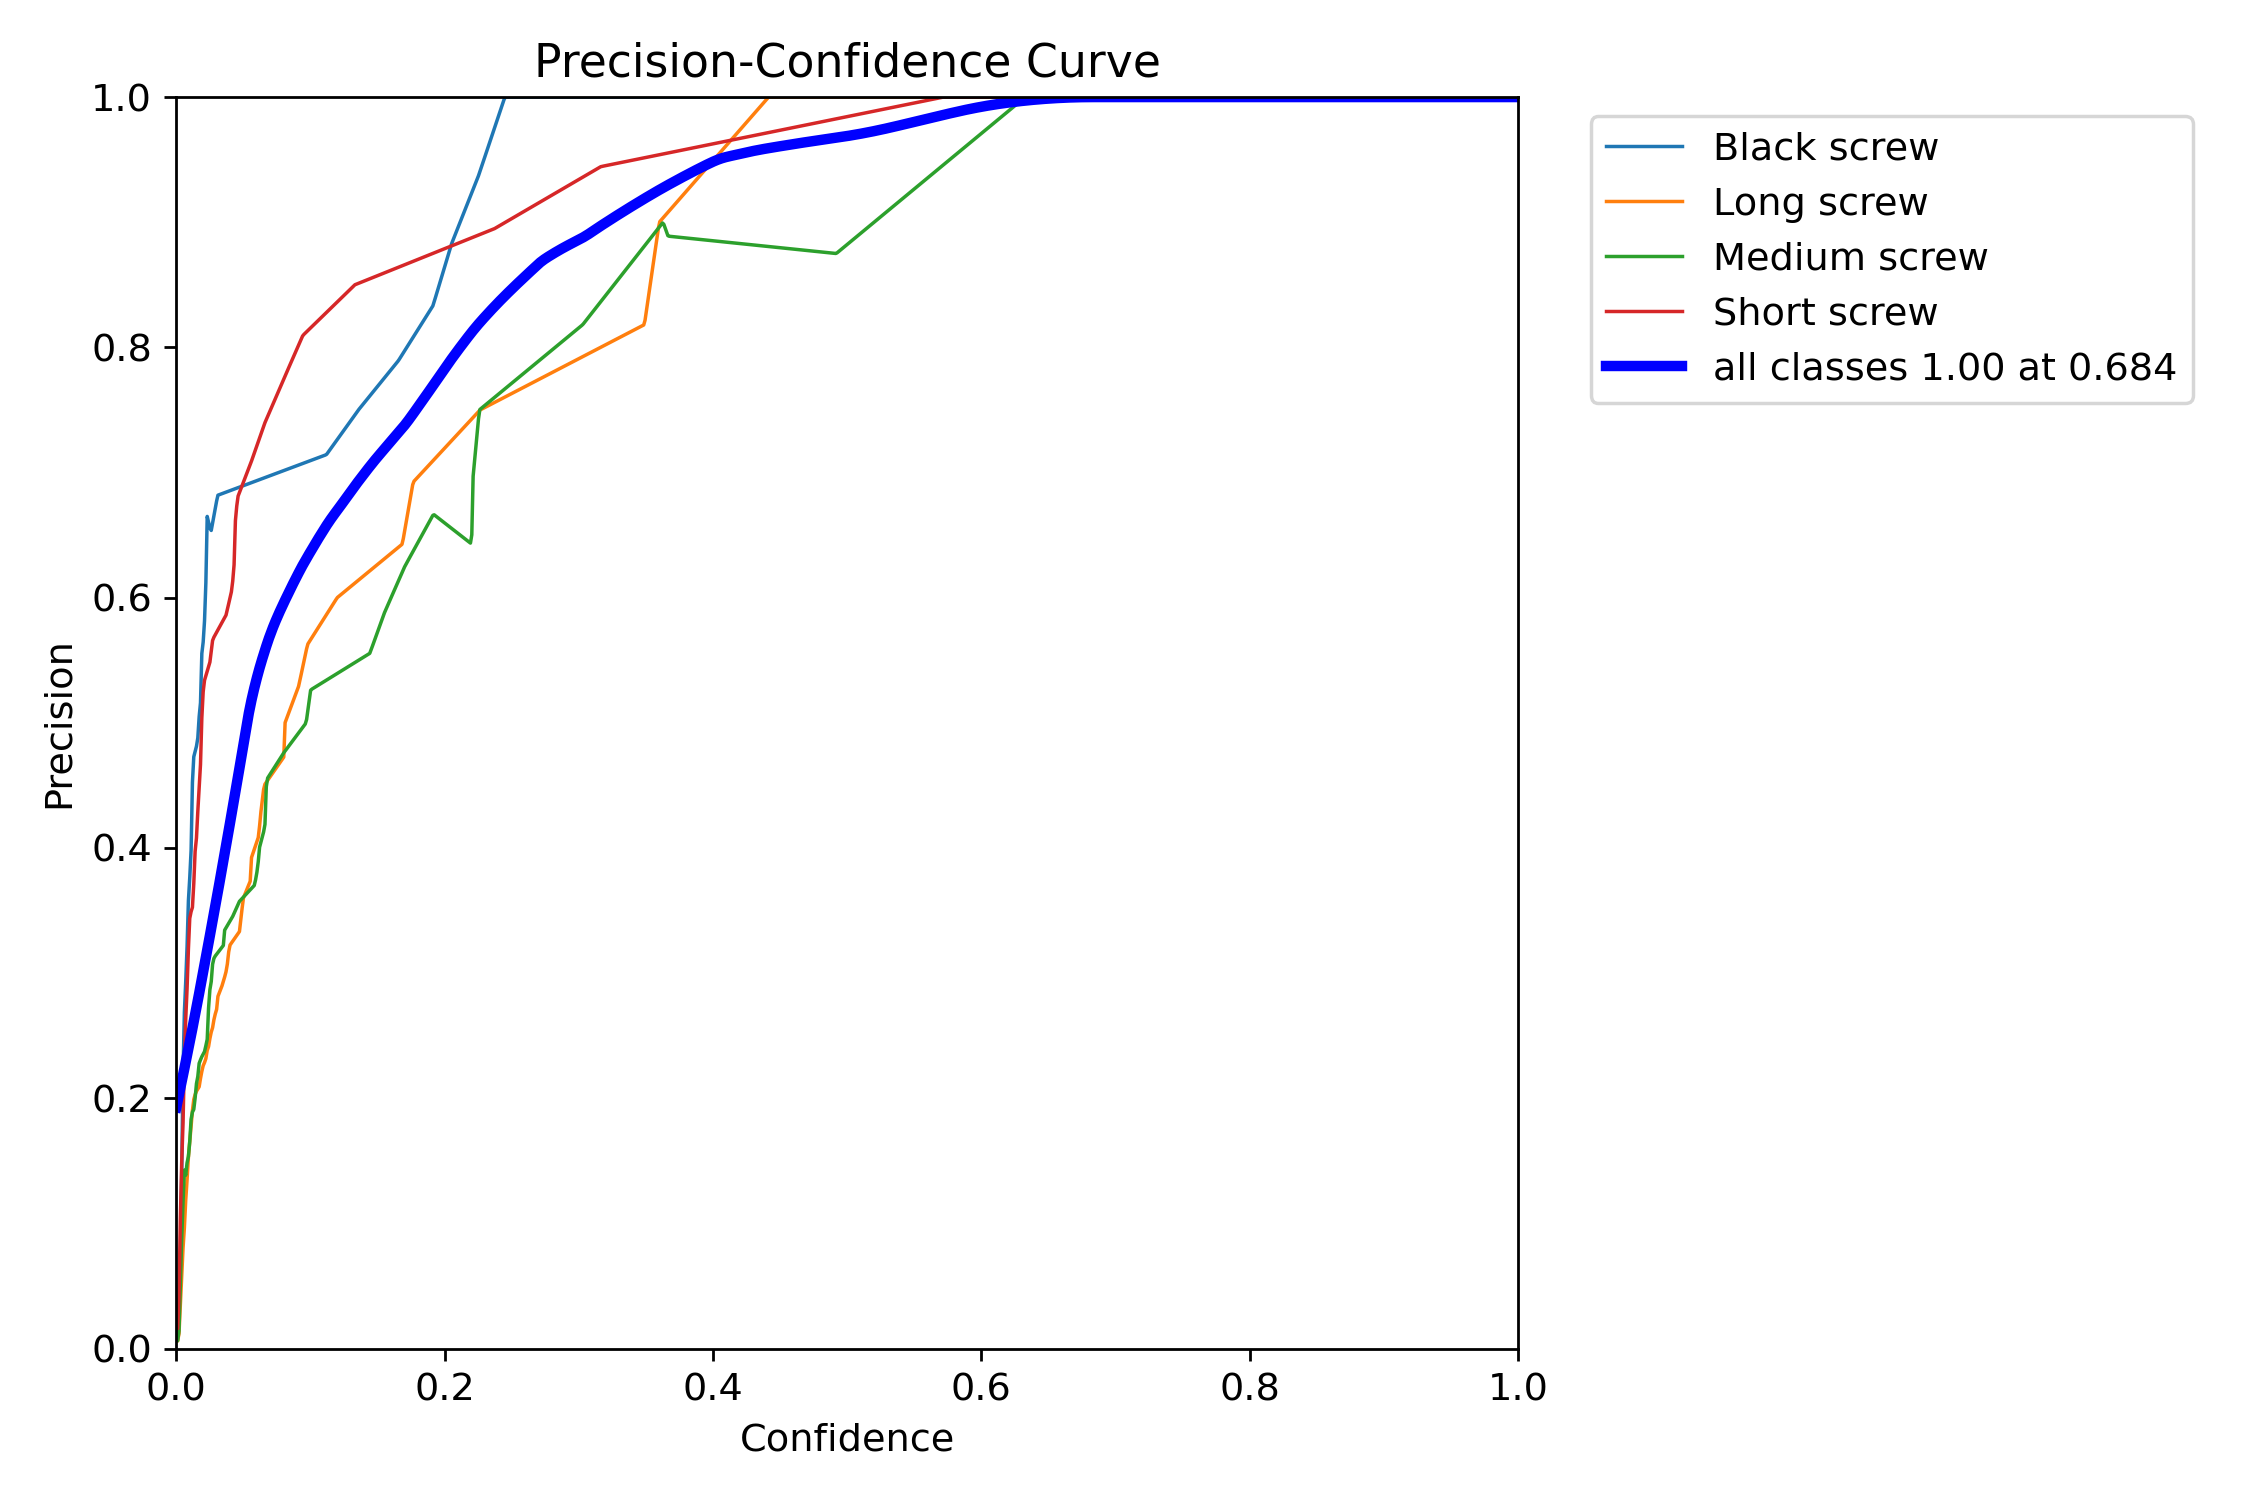 Precision-Confidence Curve
1.0
0.8
0.6
0.4
0.2
0.0
Precision
0.0 0.2 0.4 0.6 0.8 1.0
Confidence
Black screw
Long screw
Medium screw
Short screw
all classes 1.00 at 0.684